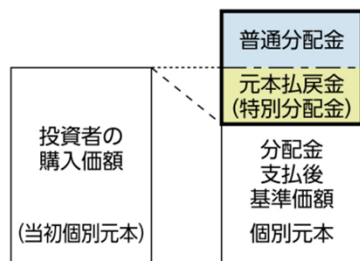 普通分配金
元本払戻金
(特別分配金)
投資者の
購入価額
(当初個別元本)
分配金
支払後
基準価額
個別元本